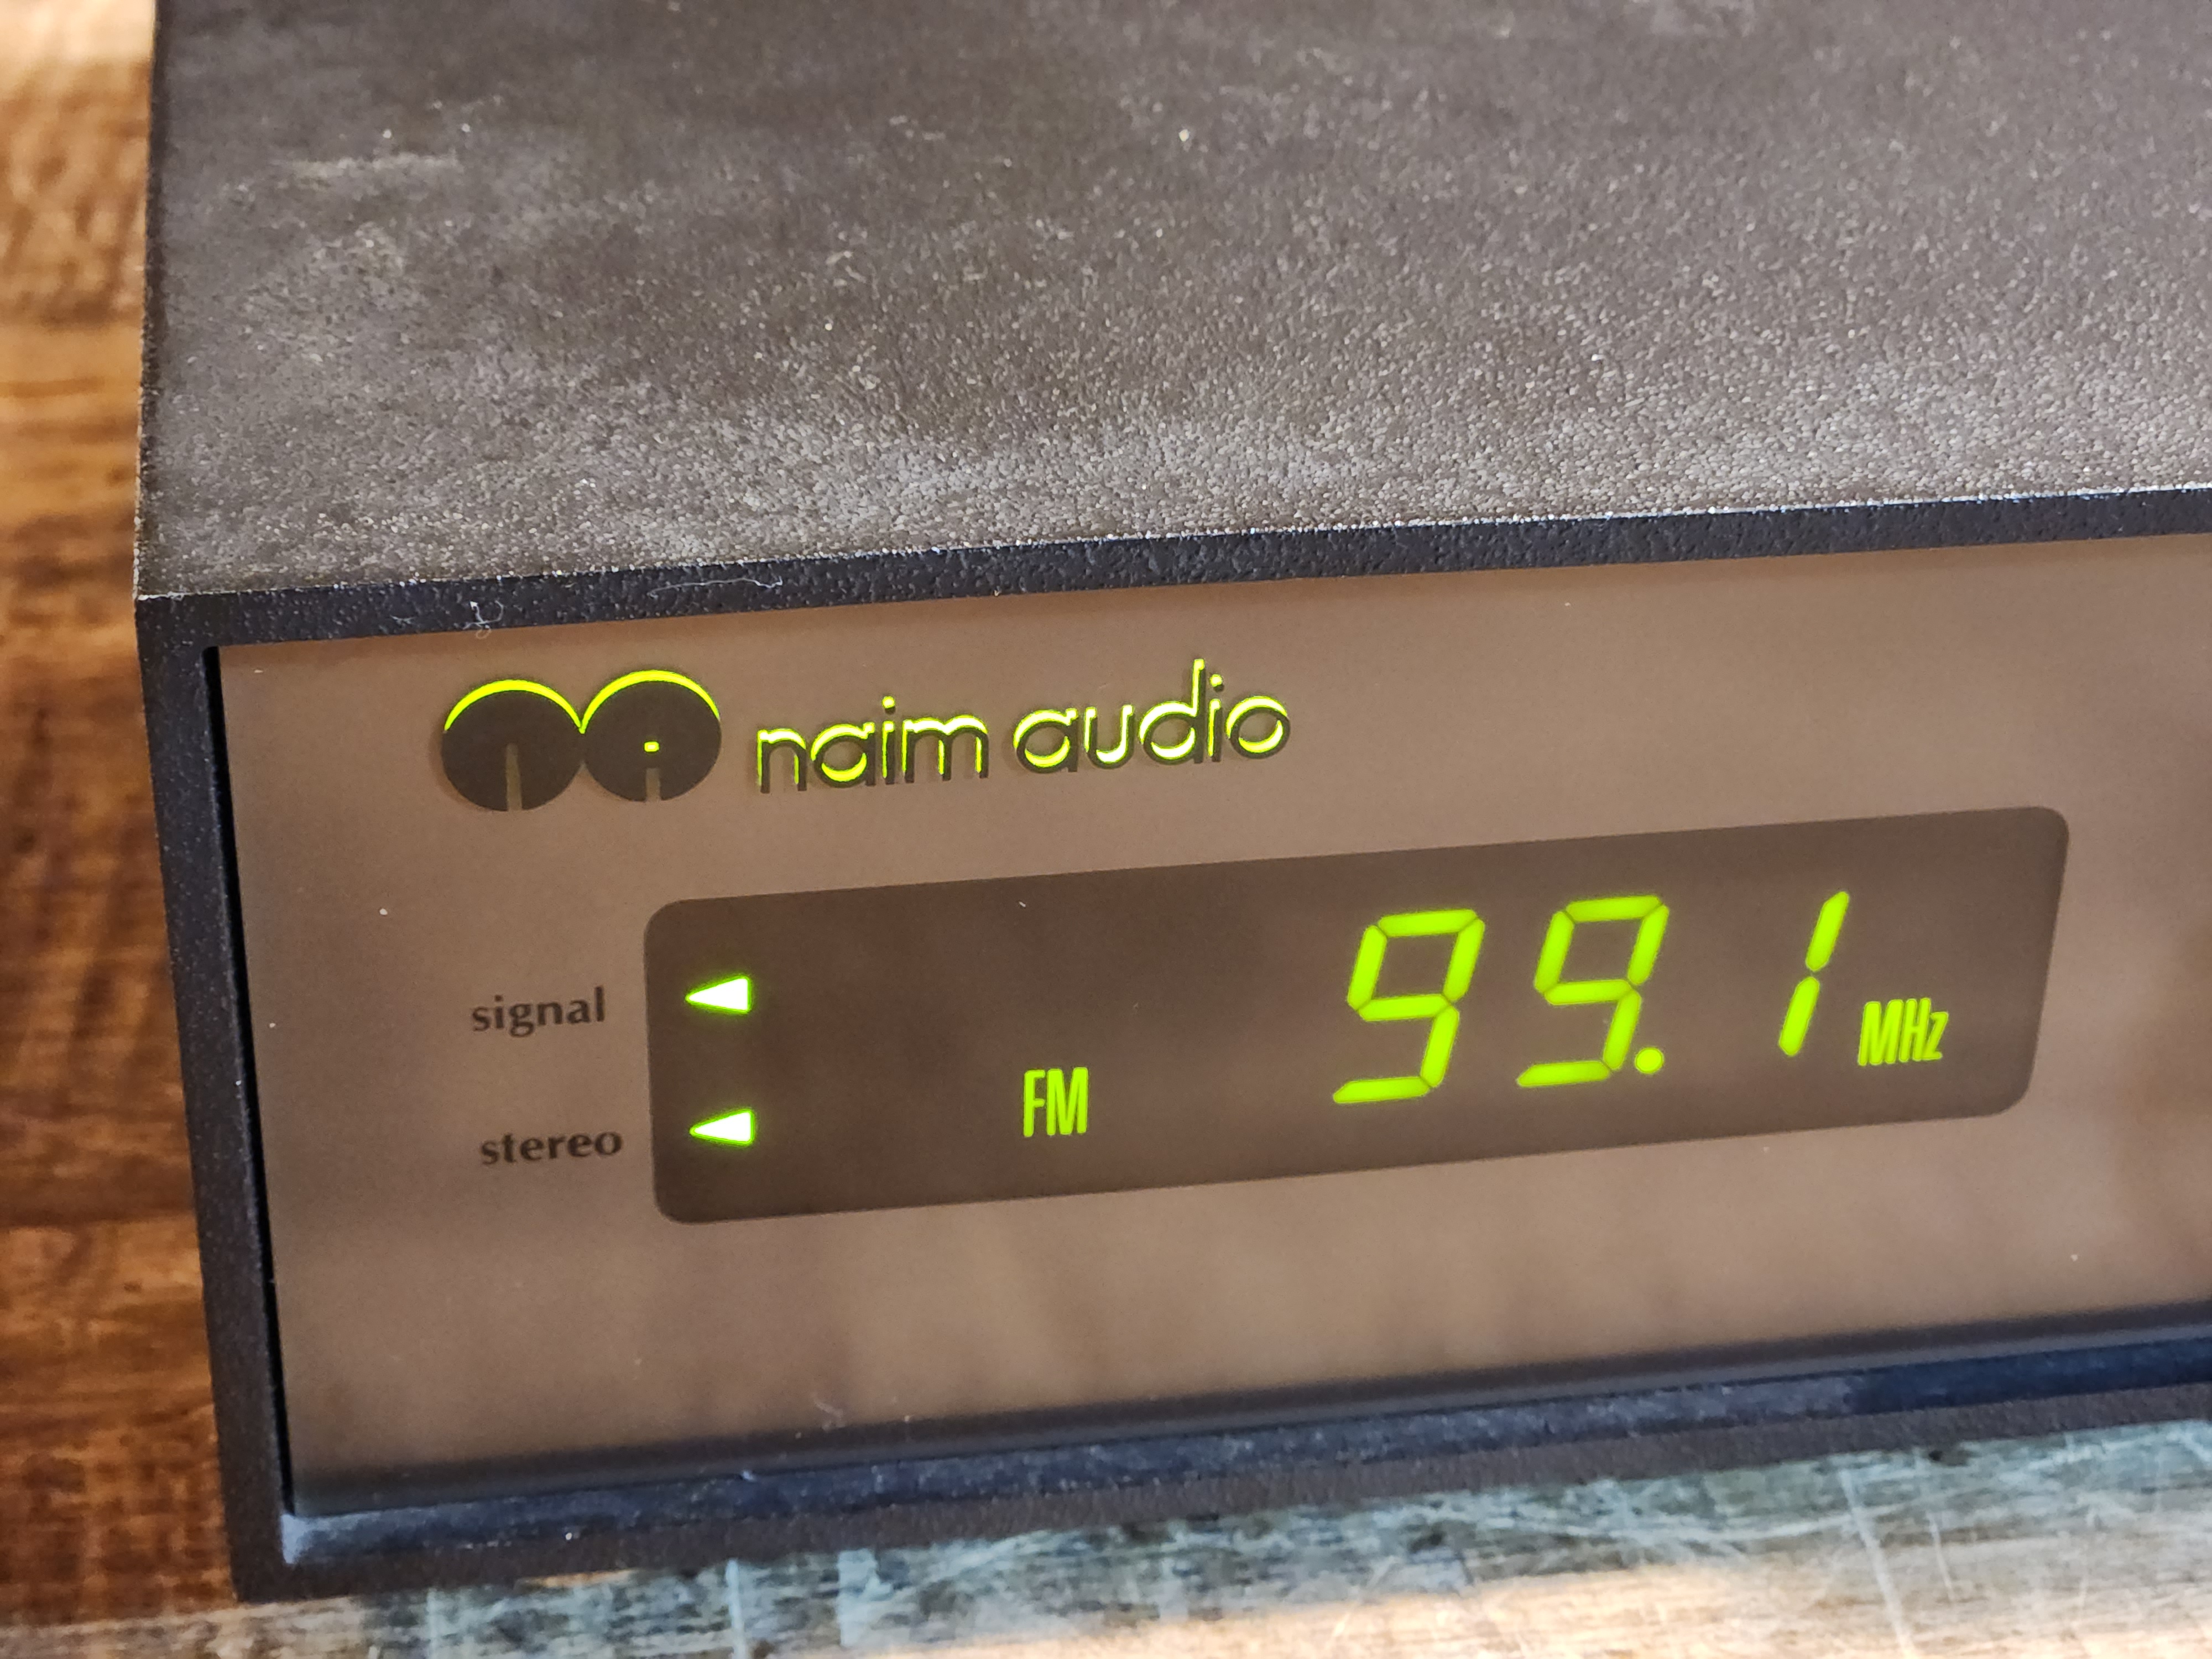 naim audio
signal
FM 99.1 MHz
stereo